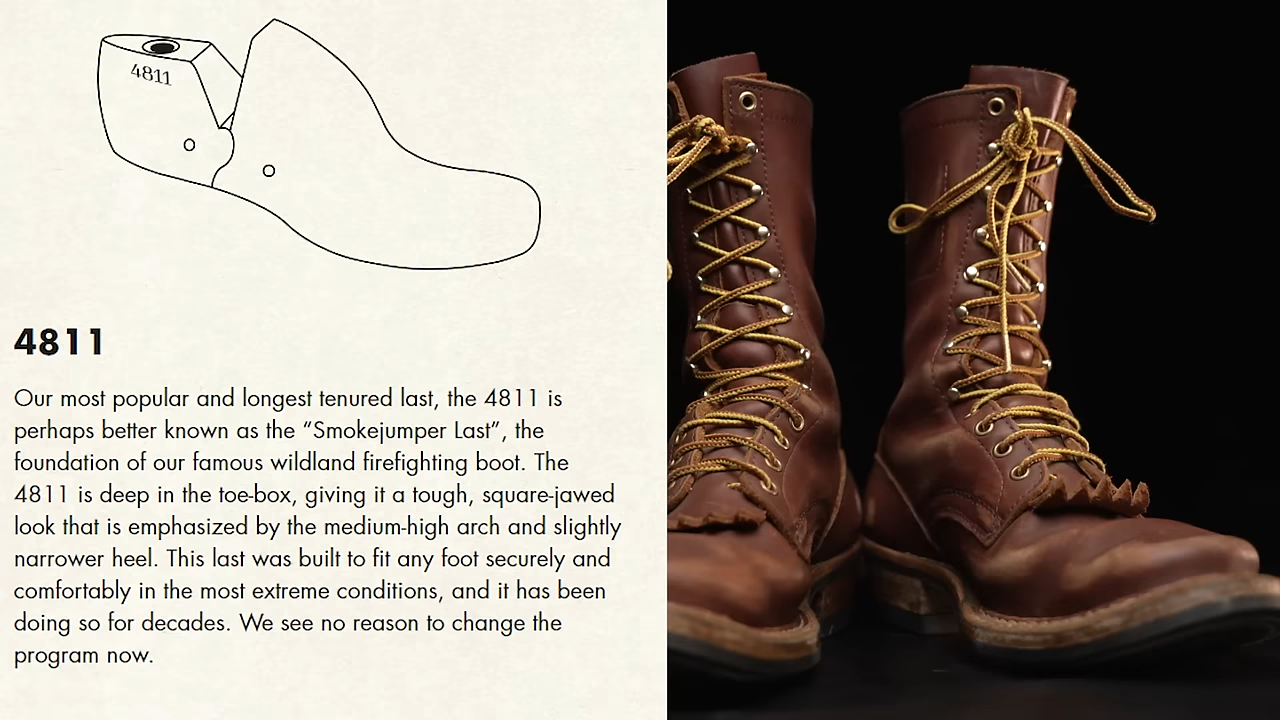 4811
4811
Our most popular and longest tenured last, the 4811 is
perhaps better known as the “Smokejumper Last”, the
foundation of our famous wildland firefighting boot. The
4811 is deep in the toe-box, giving it a tough, square-jawed
look that is emphasized by the medium-high arch and slightly
narrower heel. This last was built to fit any foot securely and
comfortably in the most extreme conditions, and it has been
doing so for decades. We see no reason to change the
program now.